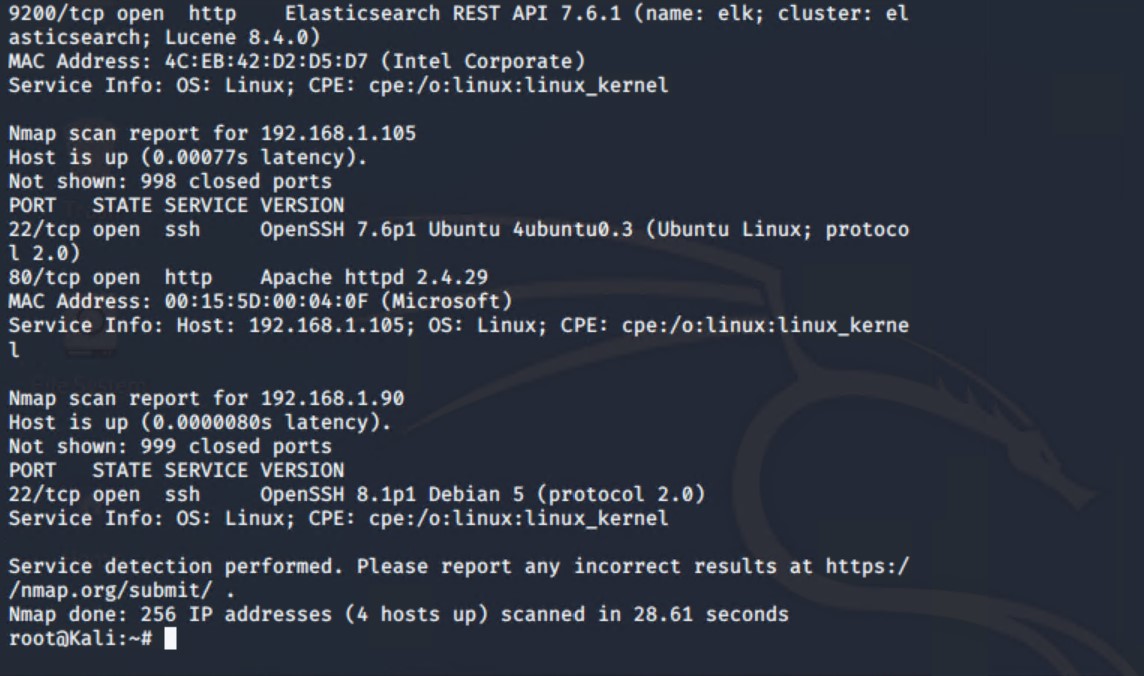 9200/tcp open  http    Elasticsearch REST API 7.6.1 (name: elk; cluster: el
asticsearch; Lucene 8.4.0)
MAC Address: 4C:EB:42:D2:D5:D7 (Intel Corporate)
Service Info: OS: Linux; CPE: cpe:/o:linux:linux_kernel
Nmap scan report for 192.168.1.105
Host is up (0.00077s latency).
Not shown: 998 closed ports
PORT   STATE SERVICE VERSION
22/tcp open  ssh     OpenSSH 7.6p1 Ubuntu 4ubuntu0.3 (Ubuntu Linux; protoco
l 2.0)
80/tcp open  http    Apache httpd 2.4.29
MAC Address: 00:15:5D:00:04:0F (Microsoft)
Service Info: Host: 192.168.1.105; OS: Linux; CPE: cpe:/o:linux:linux_kerne
l
File System
Nmap scan report for 192.168.1.90
Host is up (0.0000080s latency).
Not shown: 999 closed ports
PORT   STATE SERVICE VERSION
22/tcp open  ssh     OpenSSH 8.1p1 Debian 5 (protocol 2.0)
Service Info: OS: Linux; CPE: cpe:/o:linux:linux_kernel
Service detection performed. Please report any incorrect results at https:/
/nmap.org/submit/ .
Nmap done: 256 IP addresses (4 hosts up) scanned in 28.61 seconds
root@Kali:~#